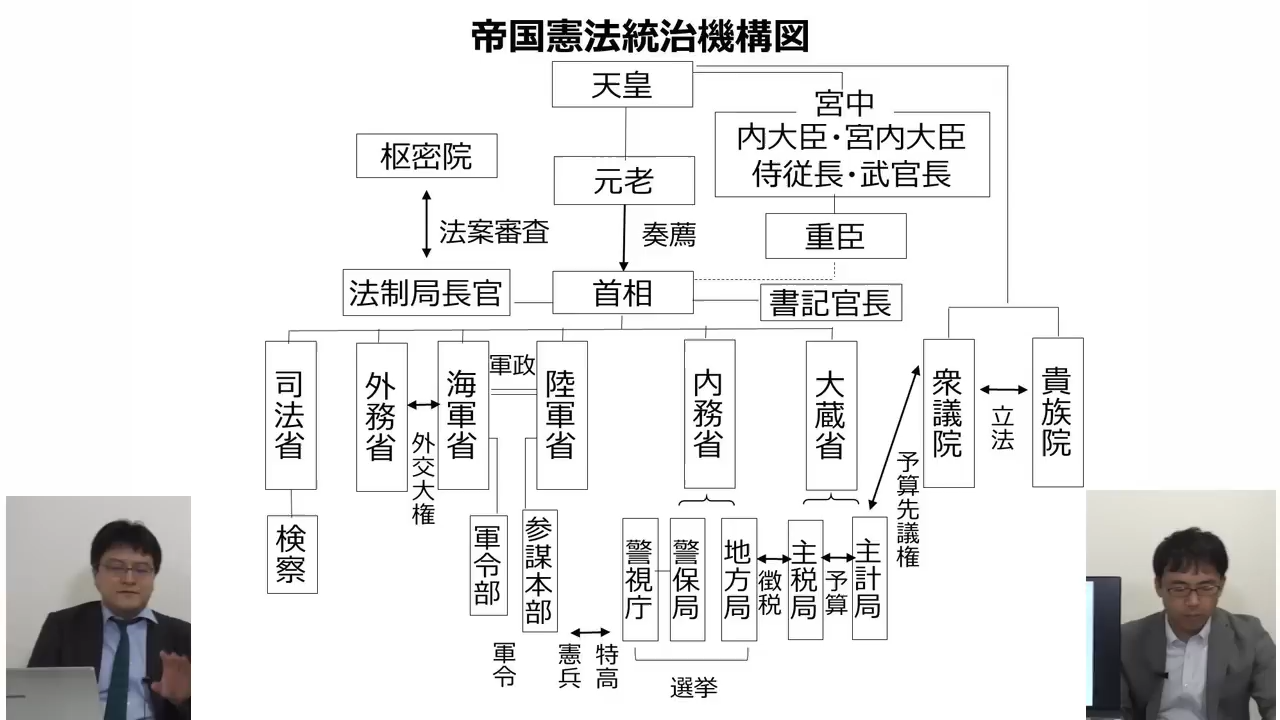 帝国憲法統治機構図
天皇
宮中
内大臣・宮内大臣
侍従長・武官長
枢密院
元老
法案審査
奏薦
重臣
法制局長官
首相
書記官長
司法省
外務省
海軍省
軍政
陸軍省
内務省
大蔵省
衆議院
貴族院
立法
外交大権
予算先議権
検察
軍令部
参謀本部
警視庁
警保局
地方局
徴税
主税局
予算
主計局
軍令
憲兵
特高
選挙